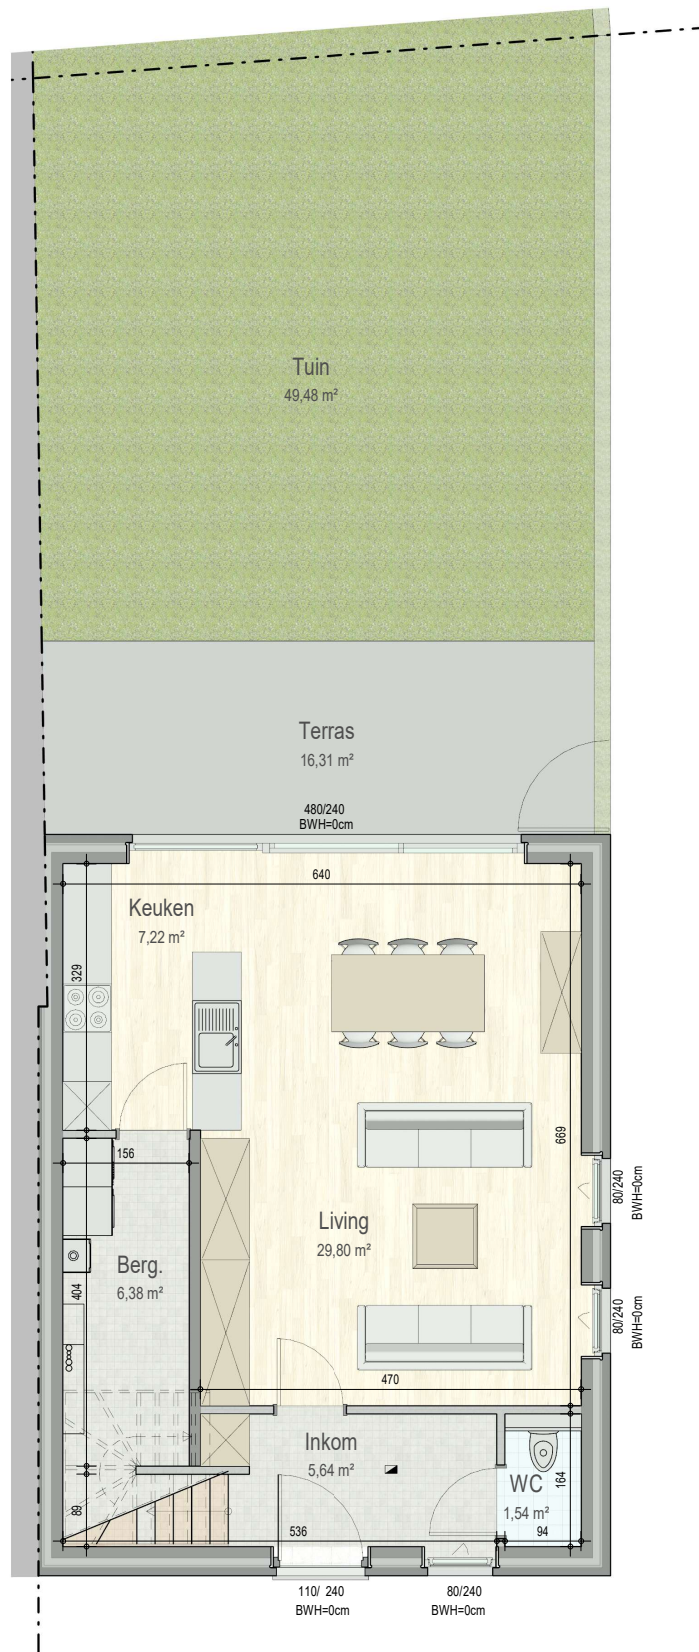 Tuin
49,48 m²
Terras
16,31 m²
480/240
BWH=0cm
640
Keuken
7,22 m²
329
669
156
80/240
BWH=0cm
Living
29,80 m²
Berg.
6,38 m²
404
80/240
BWH=0cm
470
Inkom
5,64 m²
WC
1,54 m²
164
89
536
94
110/ 240
BWH=0cm
80/240
BWH=0cm